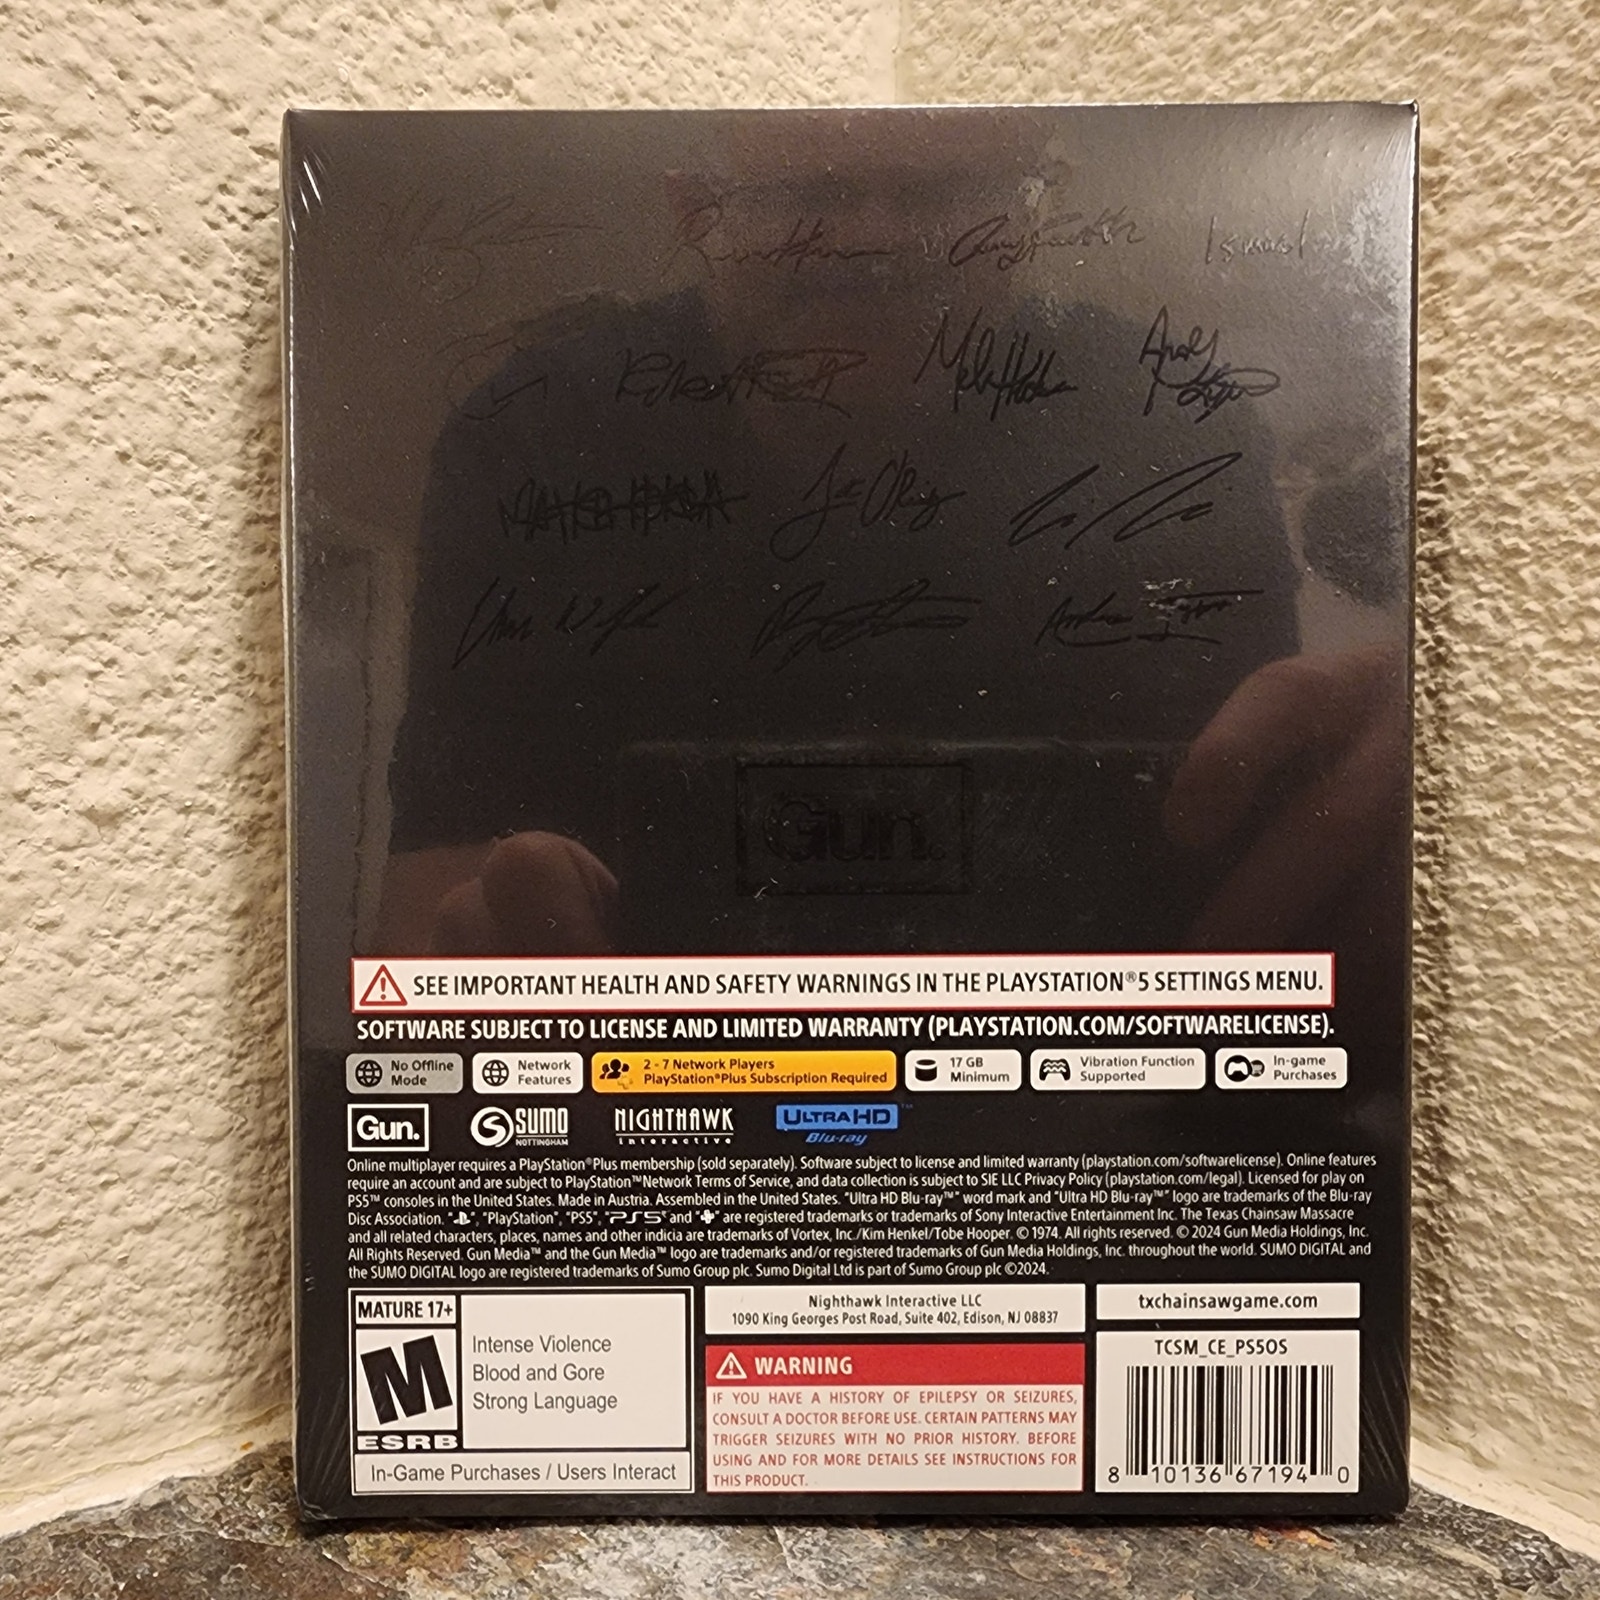 Gun.
SEE IMPORTANT HEALTH AND SAFETY WARNINGS IN THE PLAYSTATION®5 SETTINGS MENU.
SOFTWARE SUBJECT TO LICENSE AND LIMITED WARRANTY (PLAYSTATION.COM/SOFTWARELICENSE).
No Offline
Mode
Network
Features
2 - 7 Network Players
PlayStation®Plus Subscription Required
17 GB
Minimum
Vibration Function
Supported
In-game
Purchases
Gun.
SUMO
NOTTINGHAM
NIGHTHAWK
interactive
ULTRA HD
Blu-ray™
Online multiplayer requires a PlayStation®Plus membership (sold separately). Software subject to license and limited warranty (playstation.com/softwarelicense). Online features
require an account and are subject to PlayStation™Network Terms of Service, and data collection is subject to SIE LLC Privacy Policy (playstation.com/legal). Licensed for play on
PS5™ consoles in the United States. Made in Austria. Assembled in the United States. "Ultra HD Blu-ray™" word mark and "Ultra HD Blu-ray™" logo are trademarks of the Blu-ray
Disc Association. " ", "PlayStation", "PS5", "PS5" and " " are registered trademarks or trademarks of Sony Interactive Entertainment Inc. The Texas Chainsaw Massacre
and all related characters, places, names and other indicia are trademarks of Vortex, Inc./Kim Henkel/Tobe Hooper. © 1974. All rights reserved. © 2024 Gun Media Holdings, Inc.
All Rights Reserved. Gun Media™ and the Gun Media™ logo are trademarks and/or registered trademarks of Gun Media Holdings, Inc. throughout the world. SUMO DIGITAL and
the SUMO DIGITAL logo are registered trademarks of Sumo Group plc. Sumo Digital Ltd is part of Sumo Group plc ©2024.
MATURE 17+
M
ESRB
Intense Violence
Blood and Gore
Strong Language
In-Game Purchases / Users Interact
Nighthawk Interactive LLC
1090 King Georges Post Road, Suite 402, Edison, NJ 08837
WARNING
IF YOU HAVE A HISTORY OF EPILEPSY OR SEIZURES,
CONSULT A DOCTOR BEFORE USE. CERTAIN PATTERNS MAY
TRIGGER SEIZURES WITH NO PRIOR HISTORY. BEFORE
USING AND FOR MORE DETAILS SEE INSTRUCTIONS FOR
THIS PRODUCT.
txchainsawgame.com
TCSM_CE_PS5OS
8 10136 67194 0